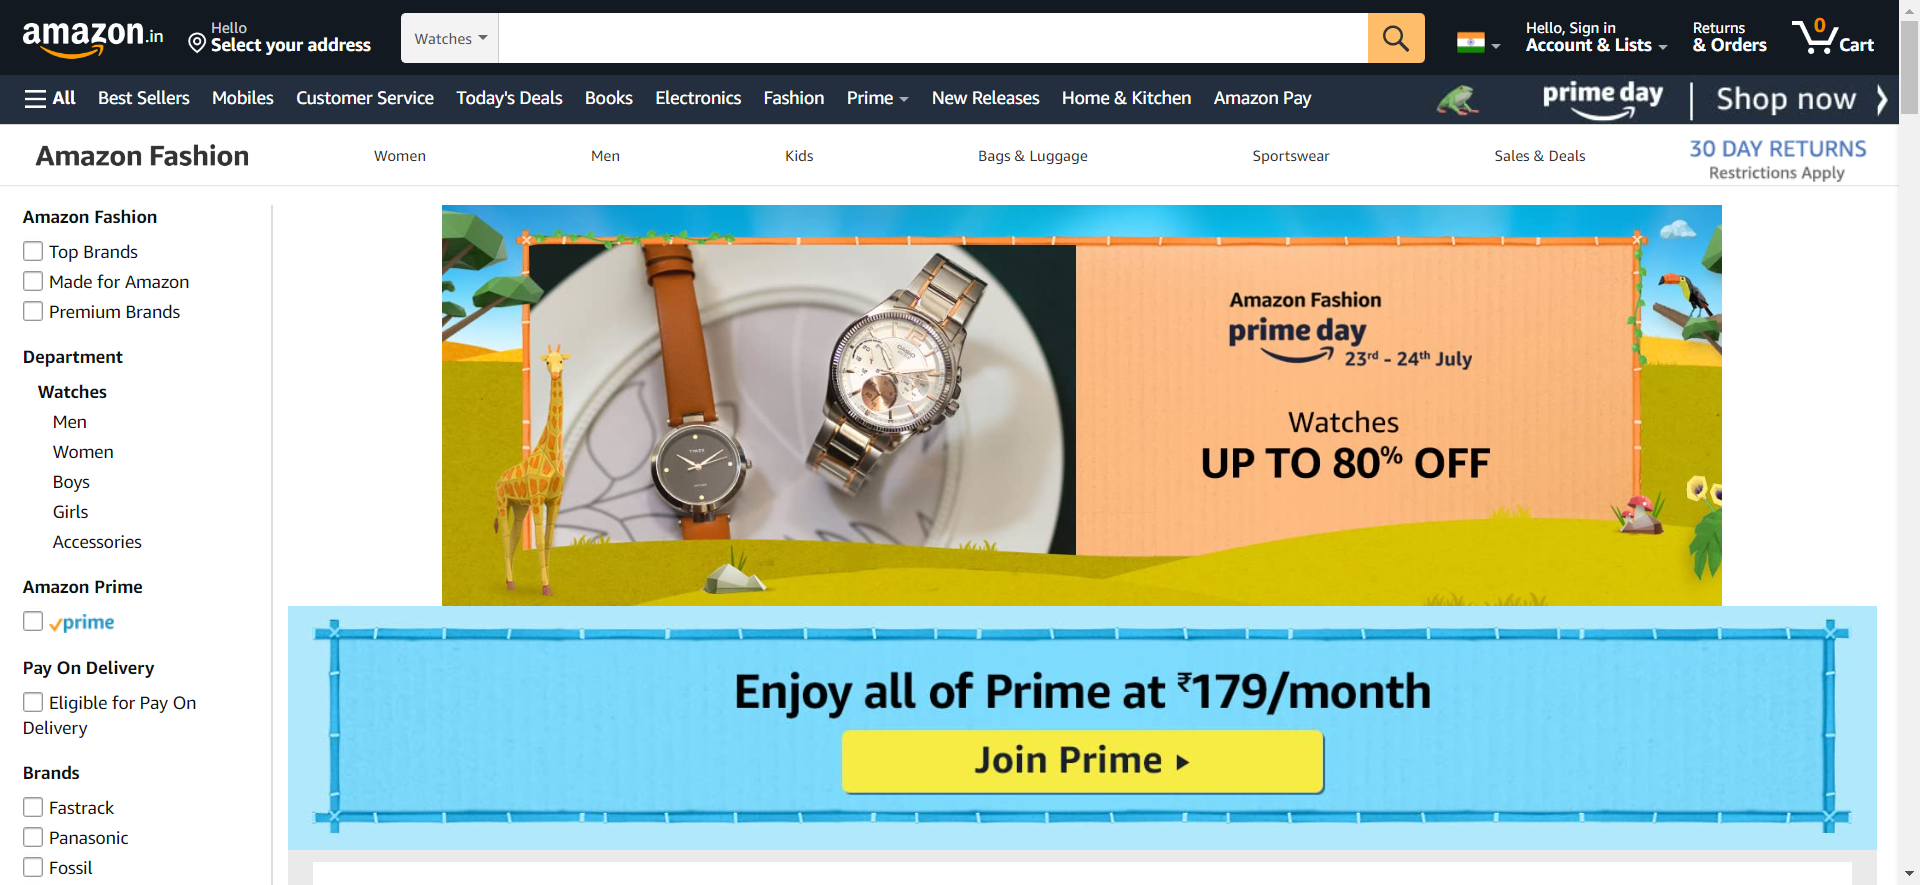 amazon.in
Hello
Select your address
Watches
Hello, Sign in
Account & Lists
Returns
& Orders
0
Cart
All
Best Sellers
Mobiles
Customer Service
Today's Deals
Books
Electronics
Fashion
Prime
New Releases
Home & Kitchen
Amazon Pay
prime day
Shop now
Amazon Fashion
Women
Men
Kids
Bags & Luggage
Sportswear
Sales & Deals
30 DAY RETURNS
Restrictions Apply
Amazon Fashion
Top Brands
Made for Amazon
Premium Brands
Department
Watches
Men
Women
Boys
Girls
Accessories
Amazon Prime
prime
Pay On Delivery
Eligible for Pay On
Delivery
Brands
Fastrack
Panasonic
Fossil
TIMEX
CASIO
Amazon Fashion
prime day
23rd - 24th July
Watches
UP TO 80% OFF
Enjoy all of Prime at ₹179/month
Join Prime